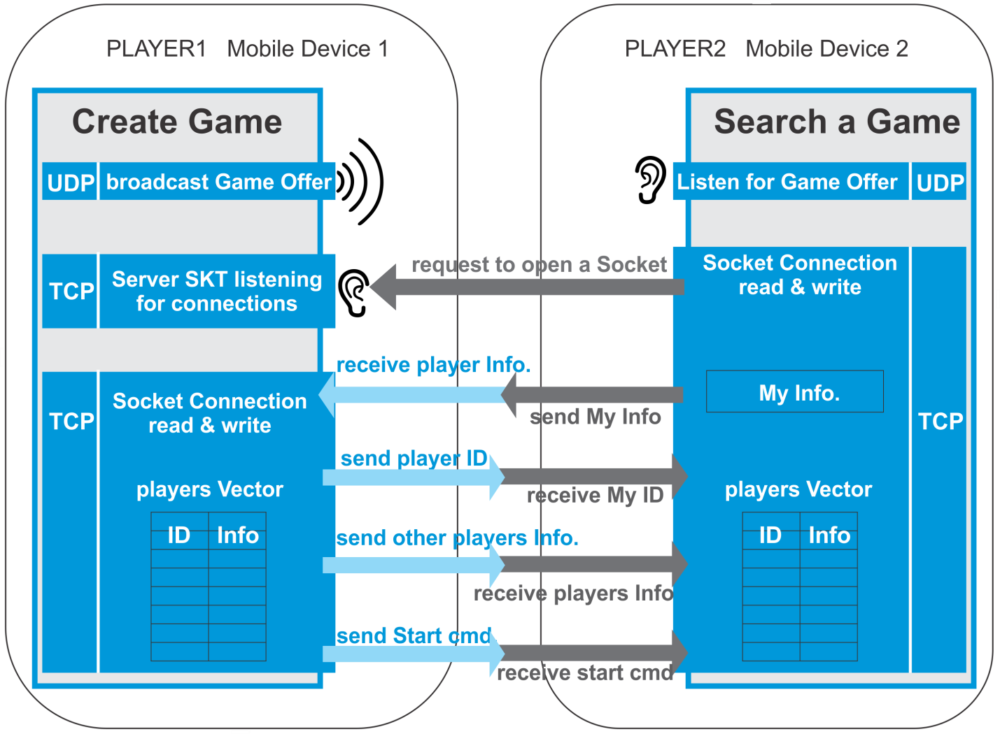 PLAYER1 Mobile Device 1
Create Game
UDP broadcast Game Offer
TCP
Server SKT listening
for connections
TCP
Socket Connection
read & write
players Vector
ID Info
PLAYER2 Mobile Device 2
Search a Game
Listen for Game Offer UDP
request to open a Socket
Socket Connection
read & write
receive player Info.
send My Info
My Info.
TCP
send player ID
receive My ID
players Vector
ID Info
send other players Info.
receive players Info
send Start cmd.
receive start cmd